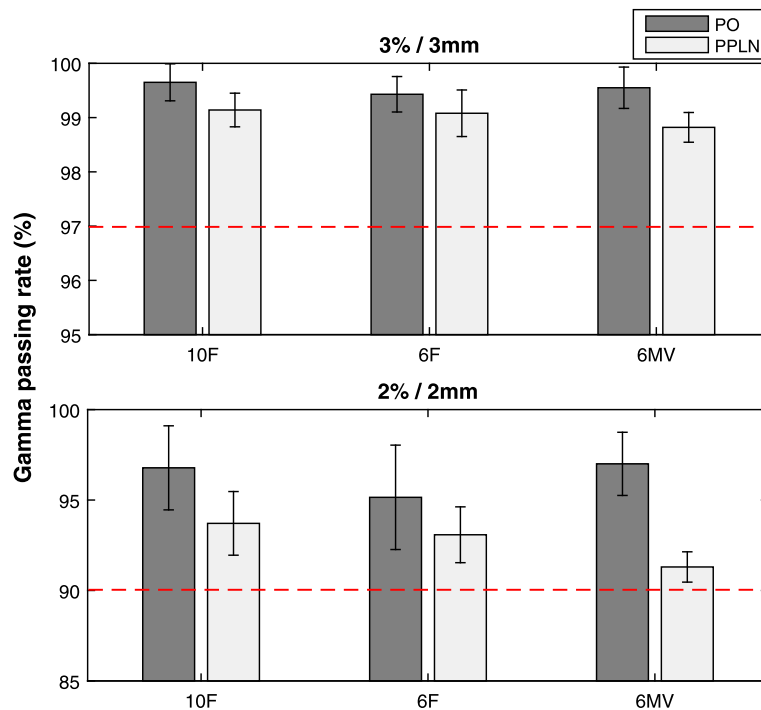 PO
PPLN
3% / 3mm
100
99
98
97
96
95
10F
6F
6MV
Gamma passing rate (%)
2% / 2mm
100
95
90
85
10F
6F
6MV